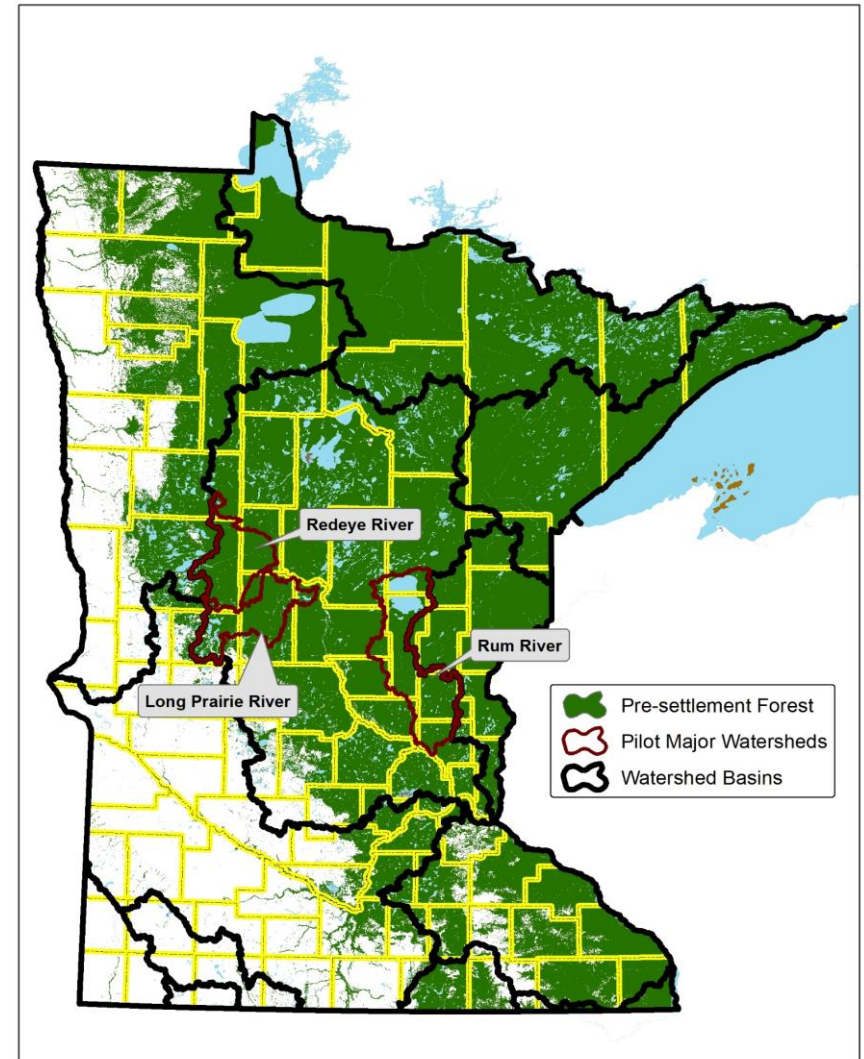 Redeye River
Rum River
Long Prairie River
Pre-settlement Forest
Pilot Major Watersheds
Watershed Basins